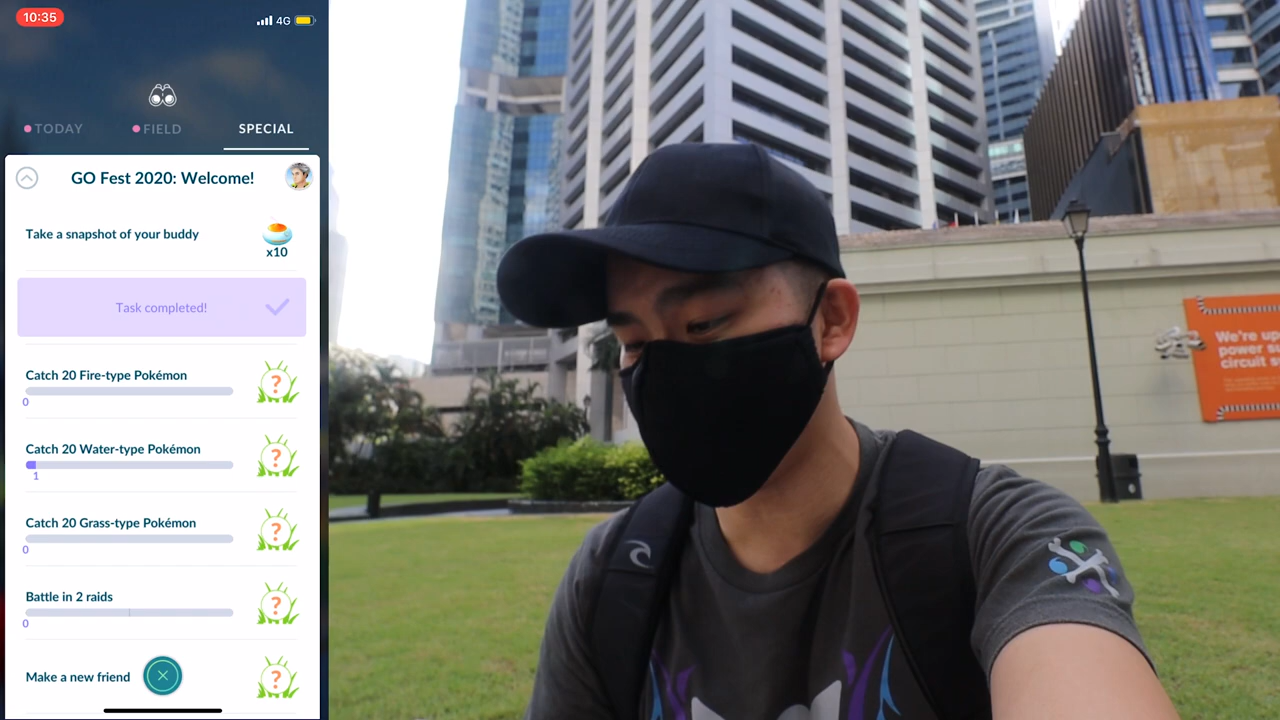 10:35
4G
TODAY
FIELD
SPECIAL
GO Fest 2020: Welcome!
Take a snapshot of your buddy
x10
Task completed!
Catch 20 Fire-type Pokémon
?
0
Catch 20 Water-type Pokémon
?
1
Catch 20 Grass-type Pokémon
?
0
Battle in 2 raids
?
0
Make a new friend
?
We're up
power su
circuit s